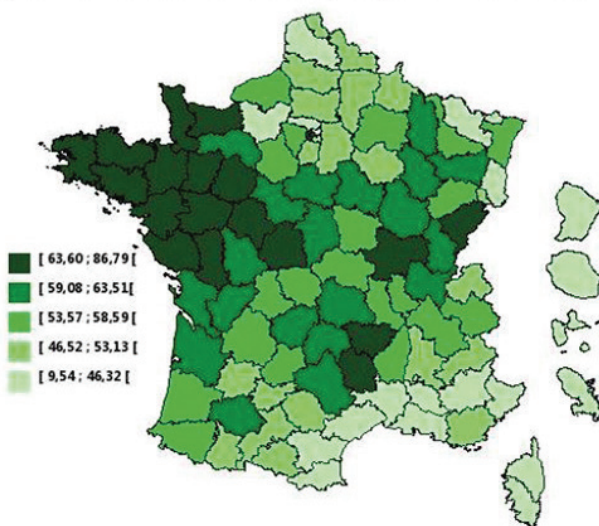 [ 63,60 ; 86,79 [
[ 59,08 ; 63,51[
[ 53,57 ; 58,59 [
[ 46,52 ; 53,13 [
[ 9,54 ; 46,32 [